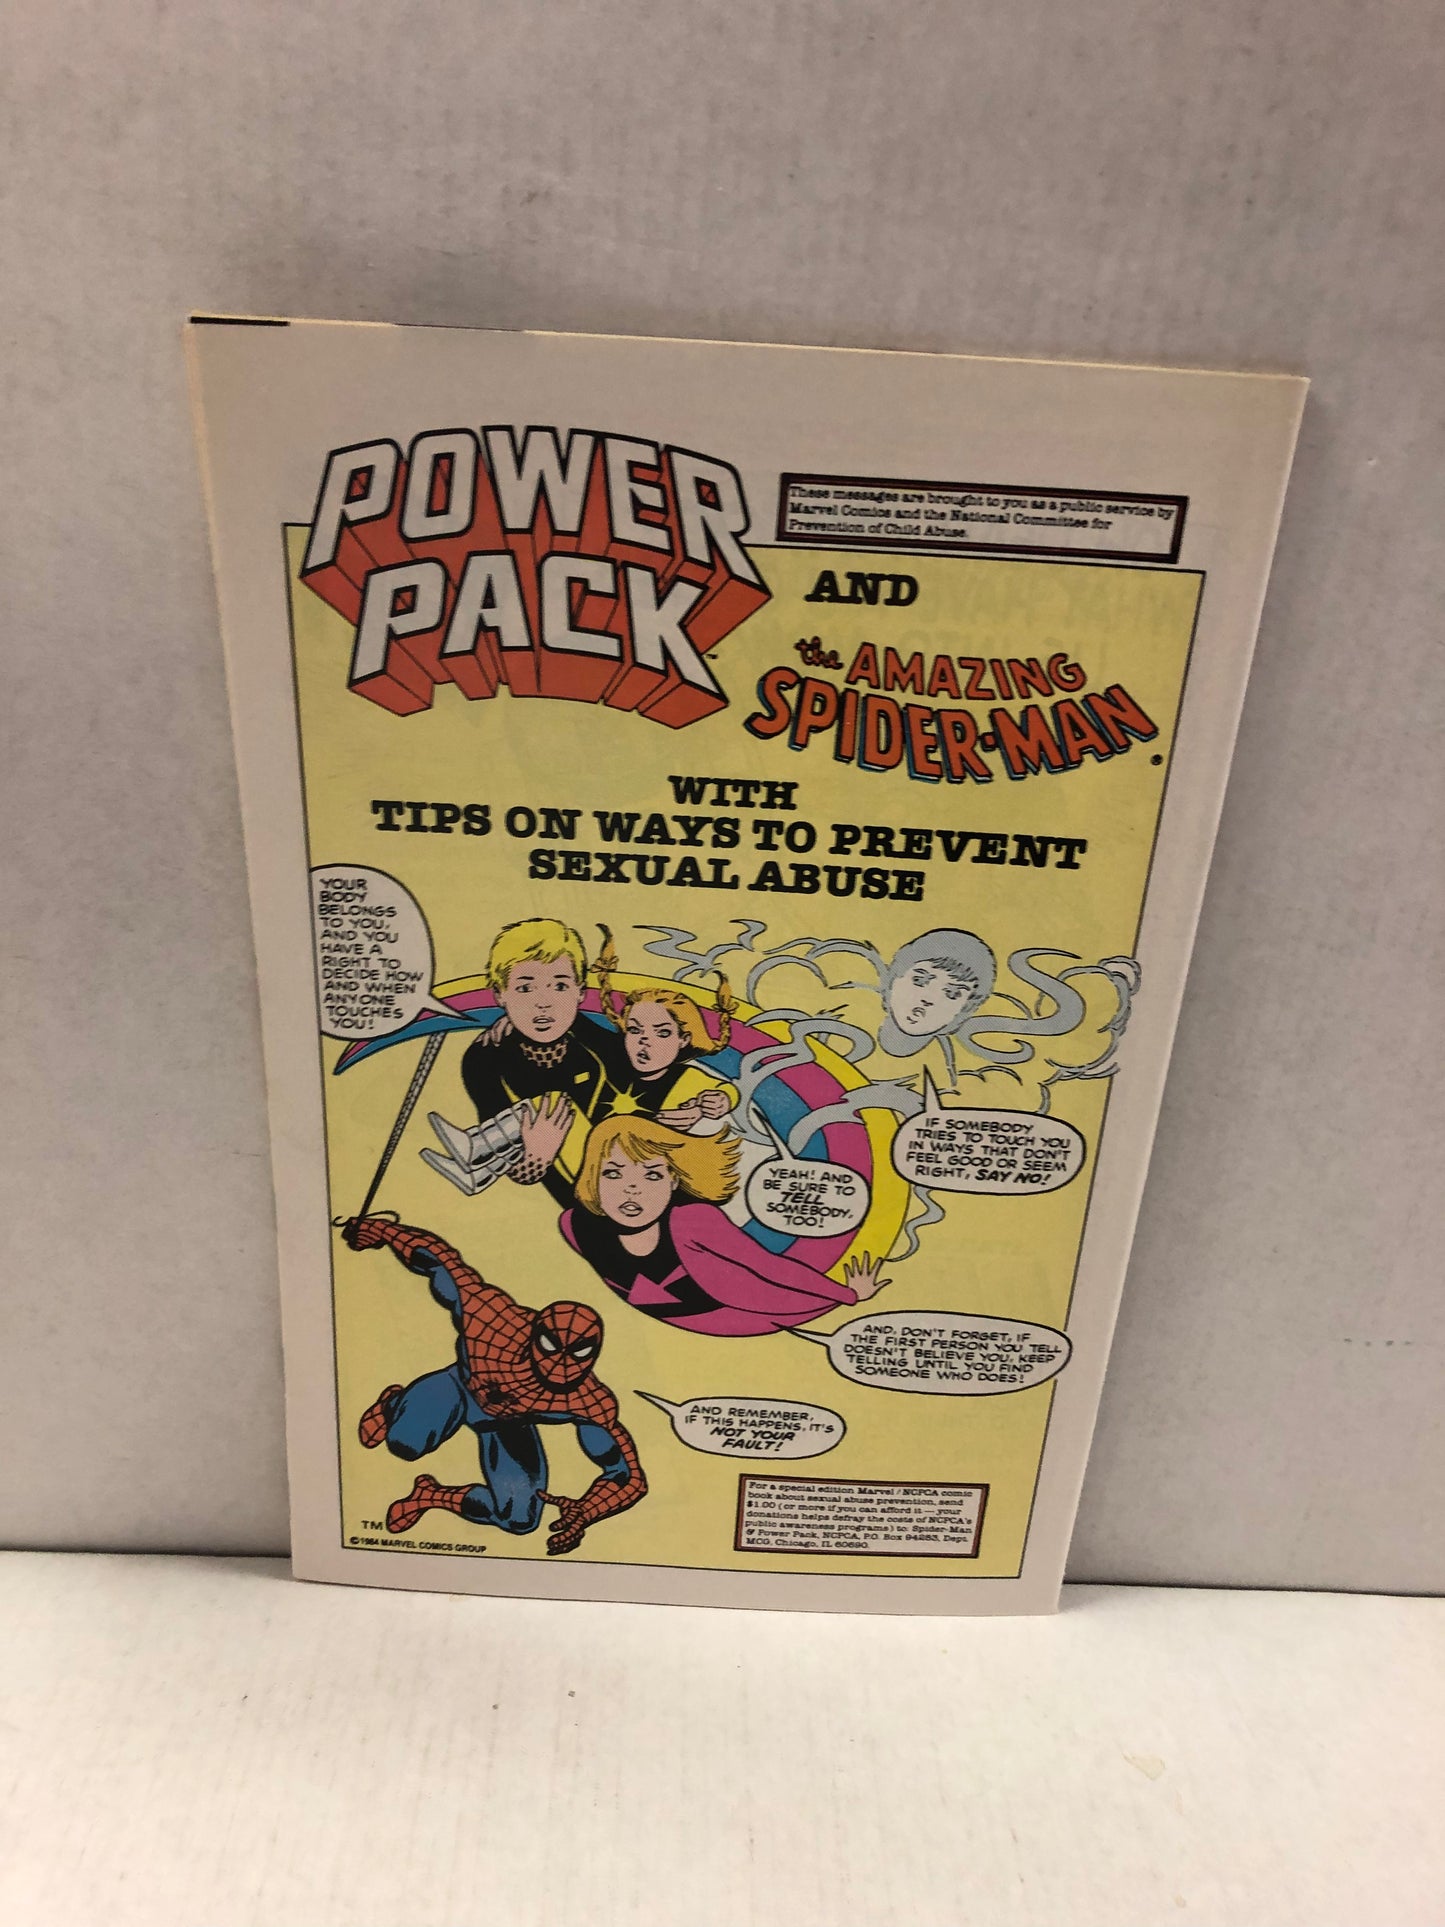 POWER
PACK™
These messages are brought to you as a public service by
Marvel Comics and the National Committee for
Prevention of Child Abuse.
AND
the AMAZING
SPIDER-MAN®
WITH
TIPS ON WAYS TO PREVENT
SEXUAL ABUSE
YOUR
BODY
BELONGS
TO YOU,
AND YOU
HAVE A
RIGHT TO
DECIDE HOW
AND WHEN
ANYONE
TOUCHES
YOU!
IF SOMEBODY
TRIES TO TOUCH YOU
IN WAYS THAT DON'T
FEEL GOOD OR SEEM
RIGHT, SAY NO!
YEAH! AND
BE SURE TO
TELL
SOMEBODY,
TOO!
AND, DON'T FORGET, IF
THE FIRST PERSON YOU TELL
DOESN'T BELIEVE YOU, KEEP
TELLING UNTIL YOU FIND
SOMEONE WHO DOES!
AND REMEMBER,
IF THIS HAPPENS, IT'S
NOT YOUR
FAULT!
For a special edition Marvel / NCPCA comic
book about sexual abuse prevention, send
$1.00 (or more if you can afford it — your
donations helps defray the costs of NCPCA's
public awareness programs) to: Spider-Man
& Power Pack, NCPCA, P.O. Box 94283, Dept.
MCG, Chicago, IL 60690.
TM
©1984 MARVEL COMICS GROUP